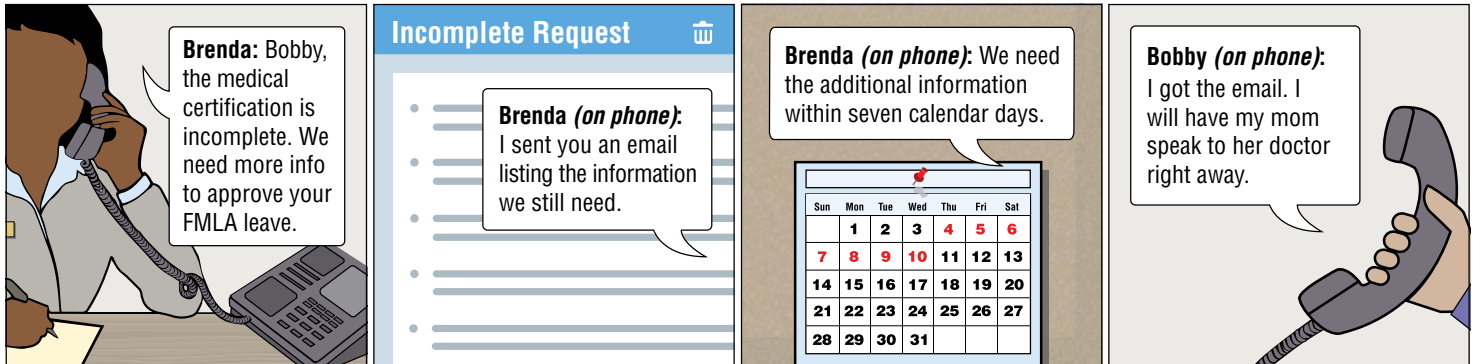 Brenda: Bobby,
the medical
certification is
incomplete. We
need more info
to approve your
FMLA leave.
Incomplete Request
Brenda (on phone):
I sent you an email
listing the information
we still need.
Brenda (on phone): We need
the additional information
within seven calendar days.
Sun Mon Tue Wed Thu Fri Sat
1 2 3 4 5 6
7 8 9 10 11 12 13
14 15 16 17 18 19 20
21 22 23 24 25 26 27
28 29 30 31
Bobby (on phone):
I got the email. I
will have my mom
speak to her doctor
right away.